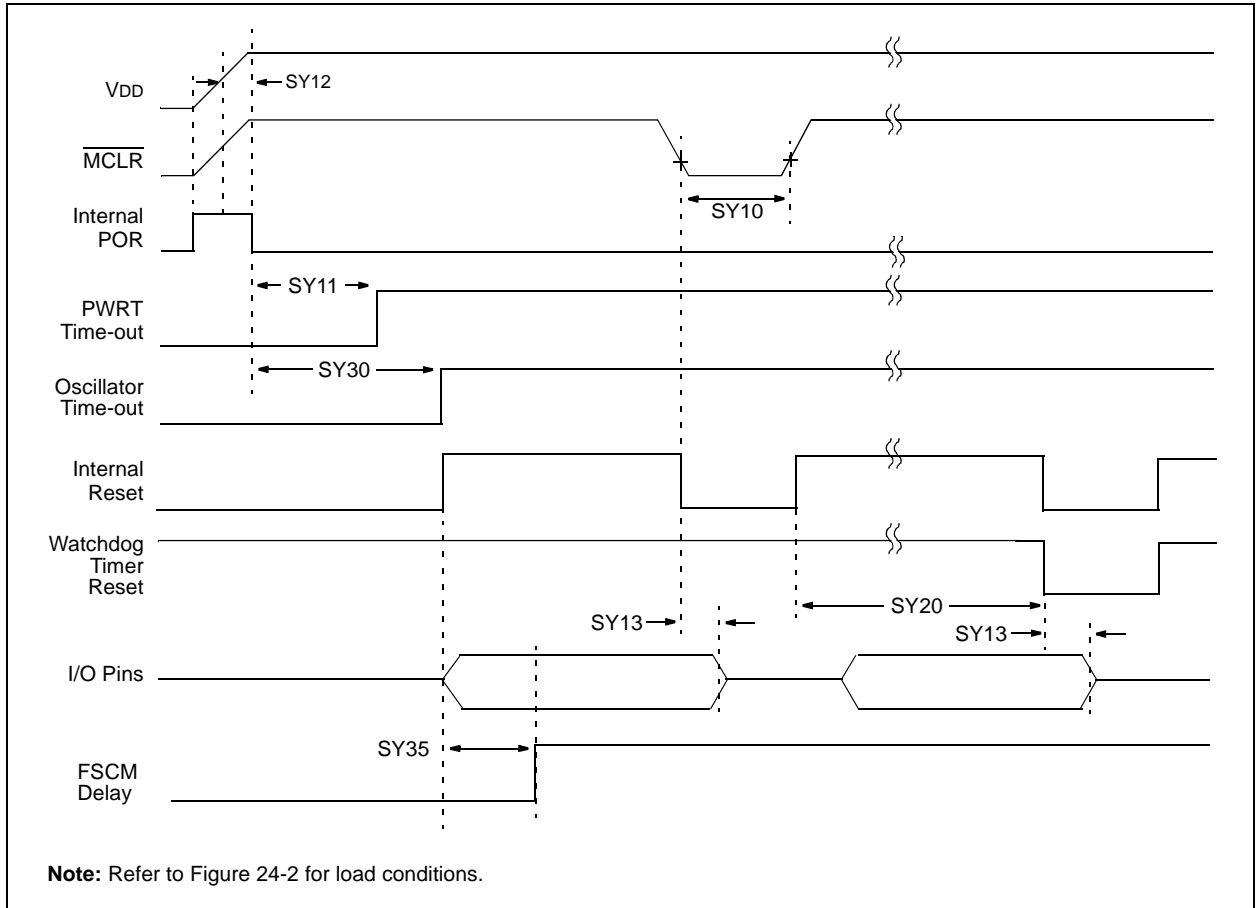 VDD
SY12
MCLR
SY10
Internal
POR
SY11
PWRT
Time-out
SY30
Oscillator
Time-out
Internal
Reset
Watchdog
Timer
Reset
SY20
SY13
SY13
I/O Pins
SY35
FSCM
Delay
Note: Refer to Figure 24-2 for load conditions.